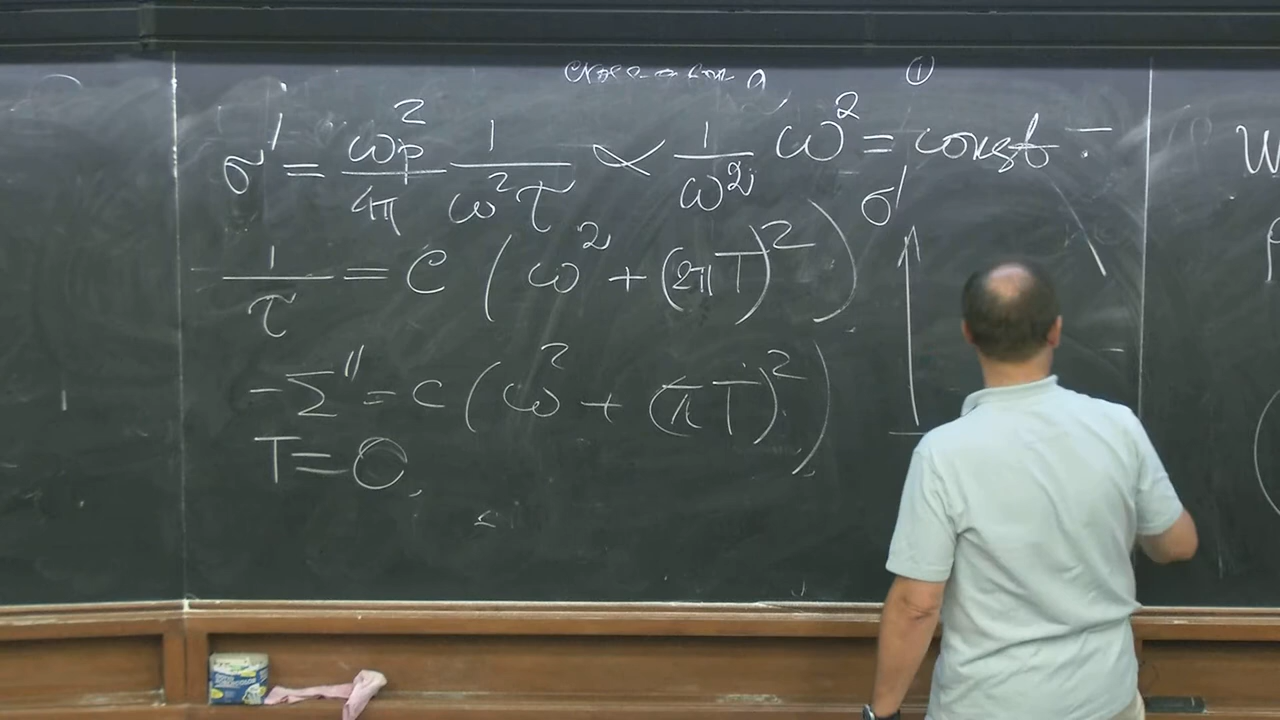 ①
σ' = ωp² / 4π 1 / ω²τ ∝ 1 / ω² ω² = const
σ'
1 / τ = C (ω² + (2πT)²)
-Σ'' = C (ω² + (πT)²)
T = 0,
W